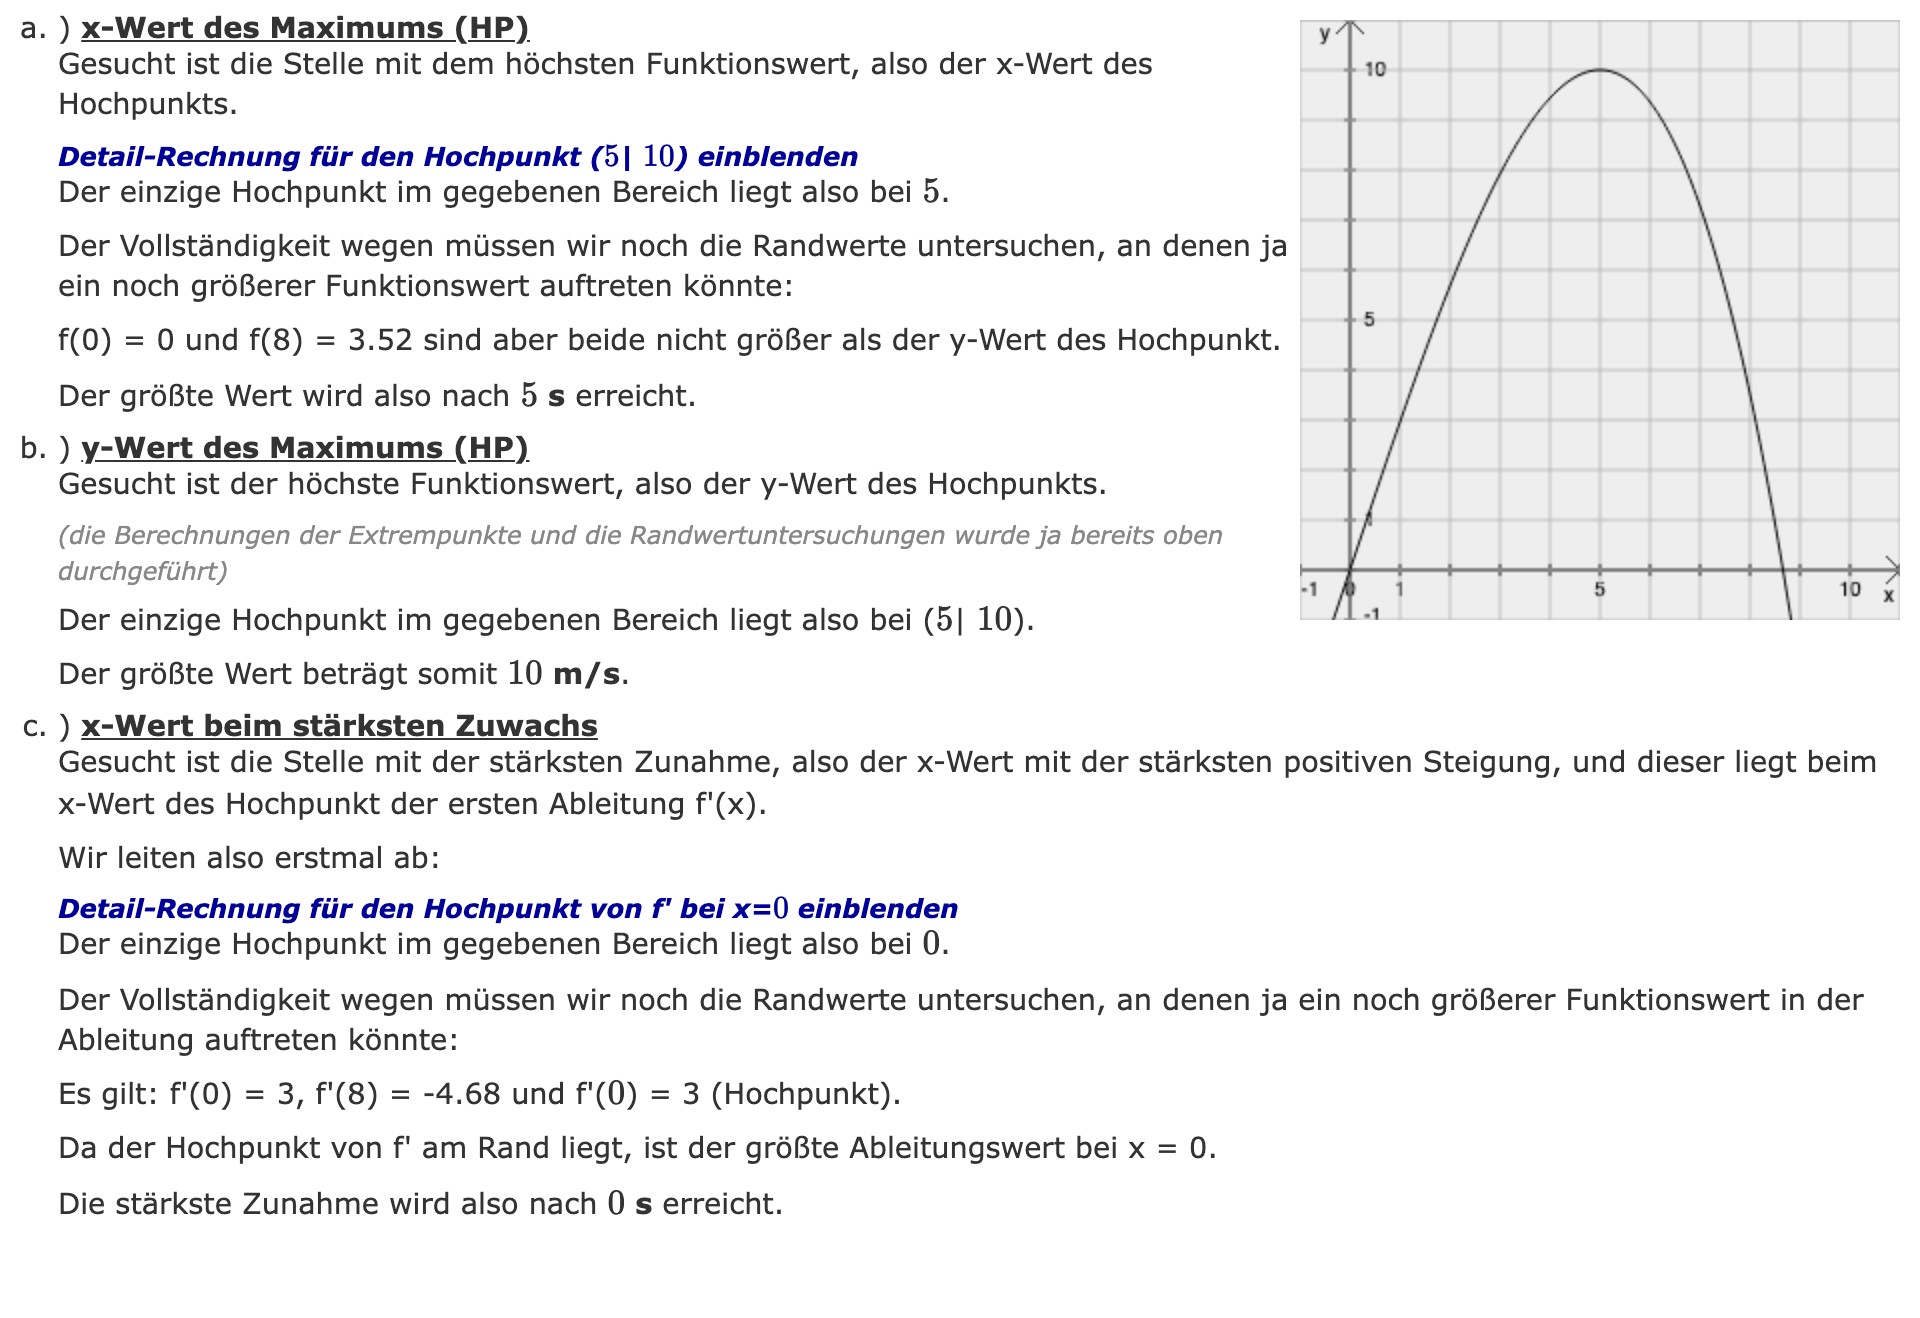 a. ) x-Wert des Maximums (HP)
Gesucht ist die Stelle mit dem höchsten Funktionswert, also der x-Wert des
Hochpunkts.
Detail-Rechnung für den Hochpunkt (5| 10) einblenden
Der einzige Hochpunkt im gegebenen Bereich liegt also bei 5.
Der Vollständigkeit wegen müssen wir noch die Randwerte untersuchen, an denen ja
ein noch größerer Funktionswert auftreten könnte:
f(0) = 0 und f(8) = 3.52 sind aber beide nicht größer als der y-Wert des Hochpunkt.
Der größte Wert wird also nach 5 s erreicht.
b. ) y-Wert des Maximums (HP)
Gesucht ist der höchste Funktionswert, also der y-Wert des Hochpunkts.
(die Berechnungen der Extrempunkte und die Randwertuntersuchungen wurde ja bereits oben
durchgeführt)
Der einzige Hochpunkt im gegebenen Bereich liegt also bei (5| 10).
Der größte Wert beträgt somit 10 m/s.
y
10
5
1
-1 0 1 5 10 x
-1
c. ) x-Wert beim stärksten Zuwachs
Gesucht ist die Stelle mit der stärksten Zunahme, also der x-Wert mit der stärksten positiven Steigung, und dieser liegt beim
x-Wert des Hochpunkt der ersten Ableitung f'(x).
Wir leiten also erstmal ab:
Detail-Rechnung für den Hochpunkt von f' bei x=0 einblenden
Der einzige Hochpunkt im gegebenen Bereich liegt also bei 0.
Der Vollständigkeit wegen müssen wir noch die Randwerte untersuchen, an denen ja ein noch größerer Funktionswert in der
Ableitung auftreten könnte:
Es gilt: f'(0) = 3, f'(8) = -4.68 und f'(0) = 3 (Hochpunkt).
Da der Hochpunkt von f' am Rand liegt, ist der größte Ableitungswert bei x = 0.
Die stärkste Zunahme wird also nach 0 s erreicht.